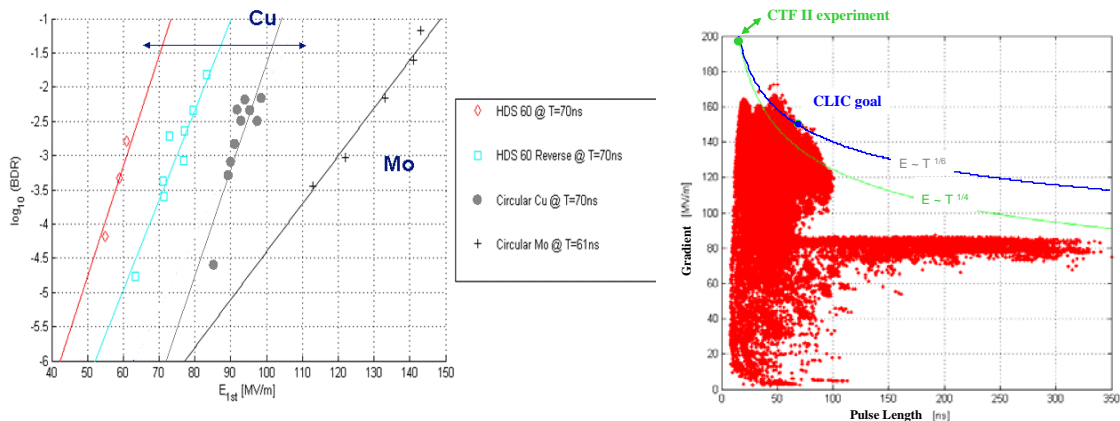 Cu
Mo
-1
-1.5
-2
-2.5
-3
-3.5
-4
-4.5
-5
-5.5
-6
log10 (BDR)
40 50 60 70 80 90 100 110 120 130 140 150
E1st [MV/m]
HDS 60 @ T=70ns
HDS 60 Reverse @ T=70ns
Circular Cu @ T=70ns
Circular Mo @ T=61ns
CTF II experiment
CLIC goal
E ~ T 1/6
E ~ T 1/4
200
180
160
140
120
100
80
60
40
20
0
Gradient [MV/m]
0 50 100 150 200 250 300 350
Pulse Length [ns]